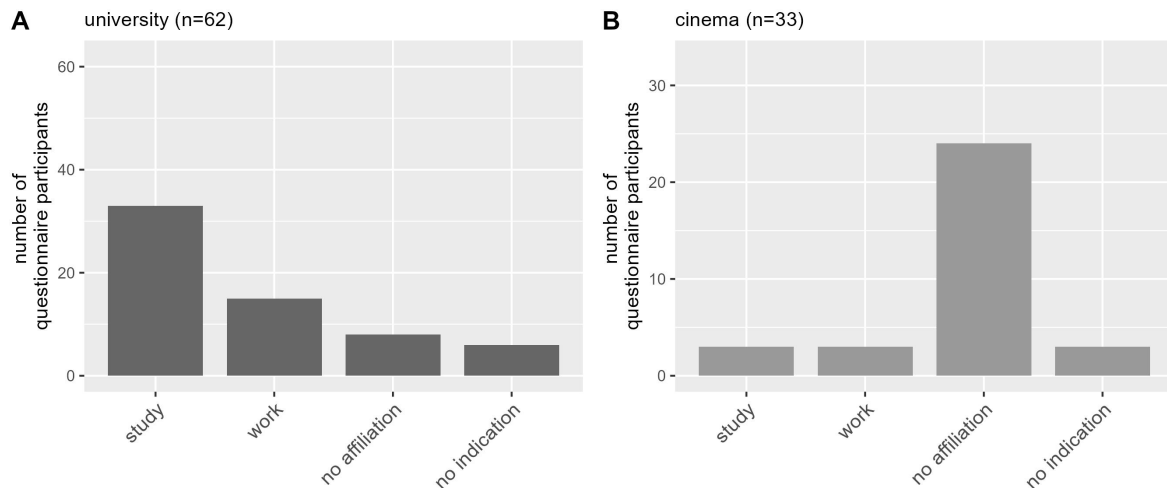 A
university (n=62)
number of
questionnaire participants
60
40
20
0
study
work
no affiliation
no indication
B
cinema (n=33)
number of
questionnaire participants
30
20
10
0
study
work
no affiliation
no indication